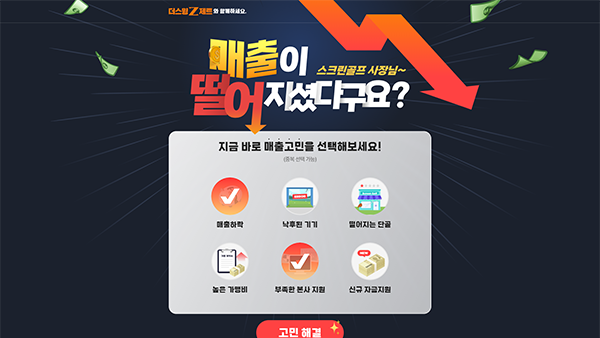 더스윙Z제트와 함께하세요.
매출이
스크린골프 사장님~
떨어지셨다구요?
지금 바로 매출고민을 선택해보세요!
(중복 선택 가능)
매출하락
낙후된 기기
떨어지는 단골
NEW
높은 가맹비
부족한 본사 지원
신규 자금지원
고민 해결